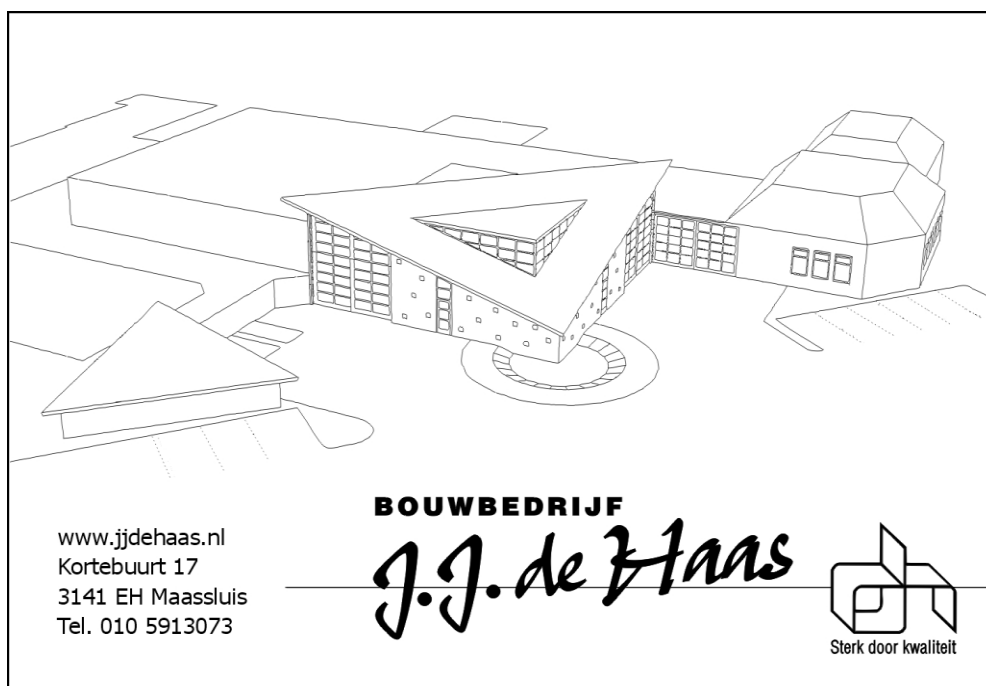 BOUWBEDRIJF
J.J. de Haas
www.jjdehaas.nl
Kortebuurt 17
3141 EH Maassluis
Tel. 010 5913073
Sterk door kwaliteit